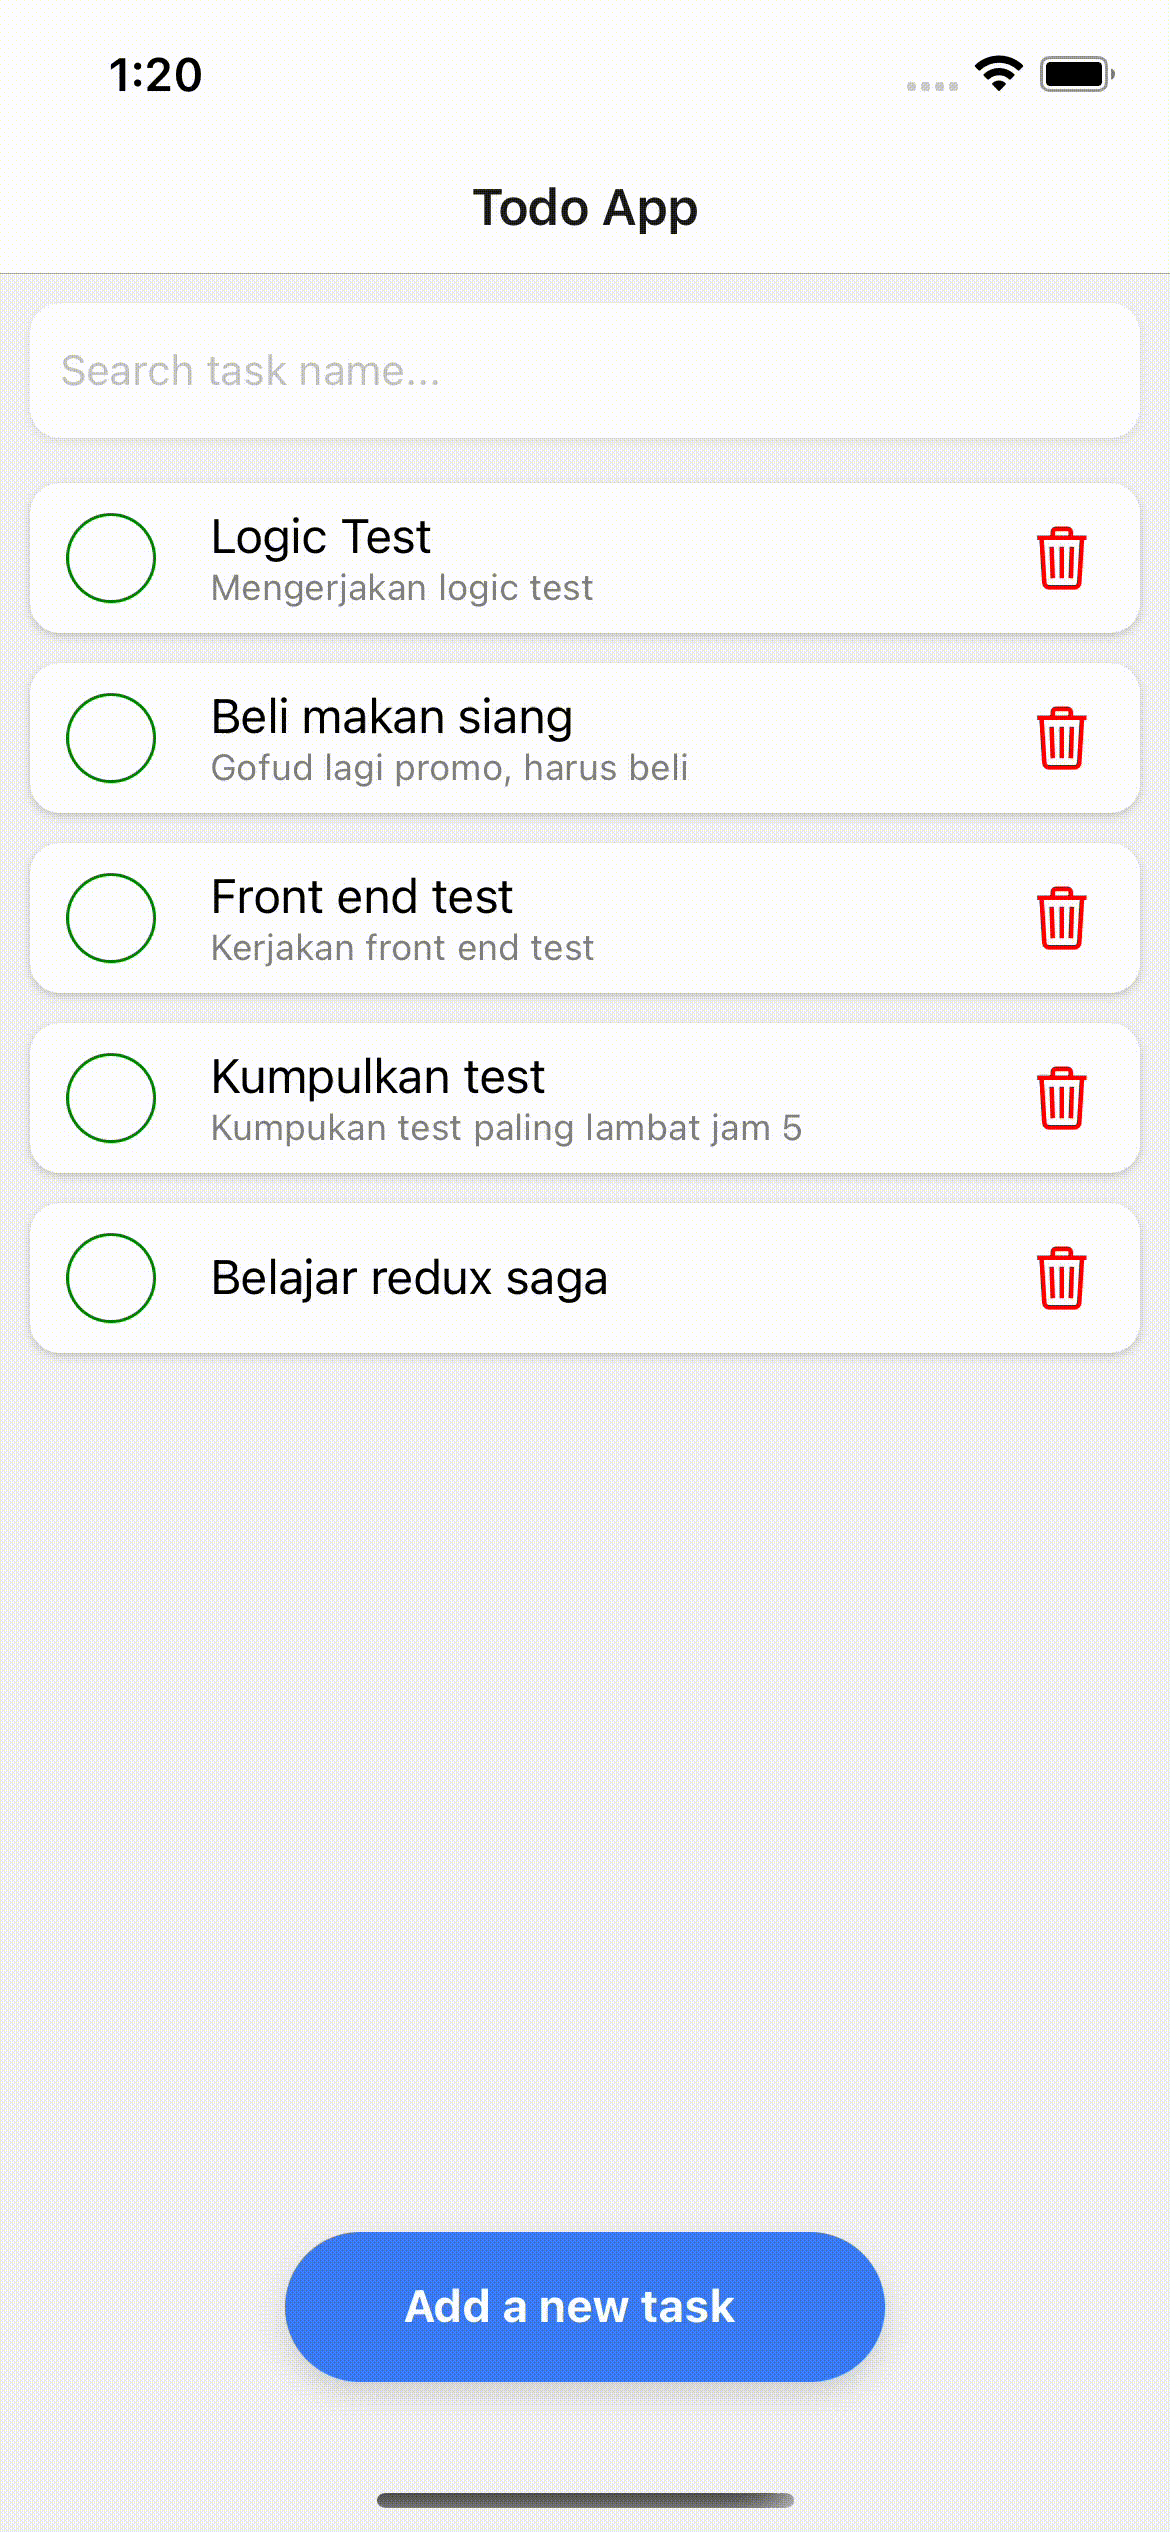 1:20
Todo App
Search task name...
Logic Test
Mengerjakan logic test
Beli makan siang
Gofud lagi promo, harus beli
Front end test
Kerjakan front end test
Kumpulkan test
Kumpukan test paling lambat jam 5
Belajar redux saga
Add a new task